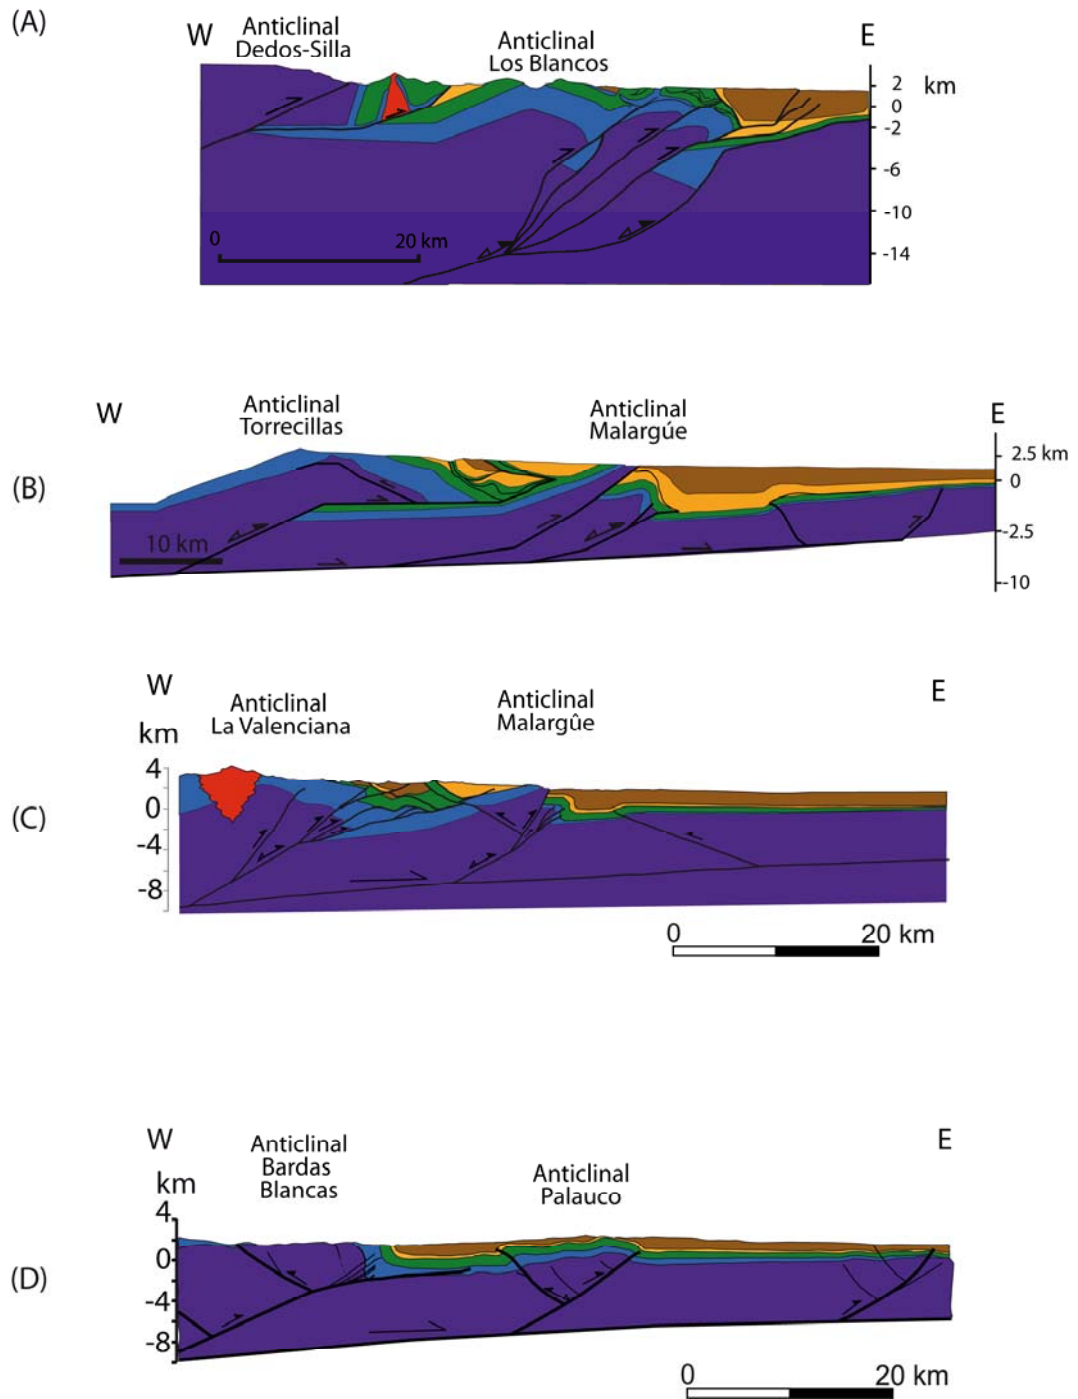 (A)
W
Anticlinal
Dedos-Silla
Anticlinal
Los Blancos
E
km
2
0
-2
-6
-10
-14
0
20 km
(B)
W
Anticlinal
Torrecillas
Anticlinal
Malargúe
E
2.5 km
0
-2.5
-10
10 km
(C)
W
km
Anticlinal
La Valenciana
Anticlinal
Malargûe
E
4
0
-4
-8
0
20 km
(D)
W
km
Anticlinal
Bardas
Blancas
Anticlinal
Palauco
E
4
0
-4
-8
0
20 km